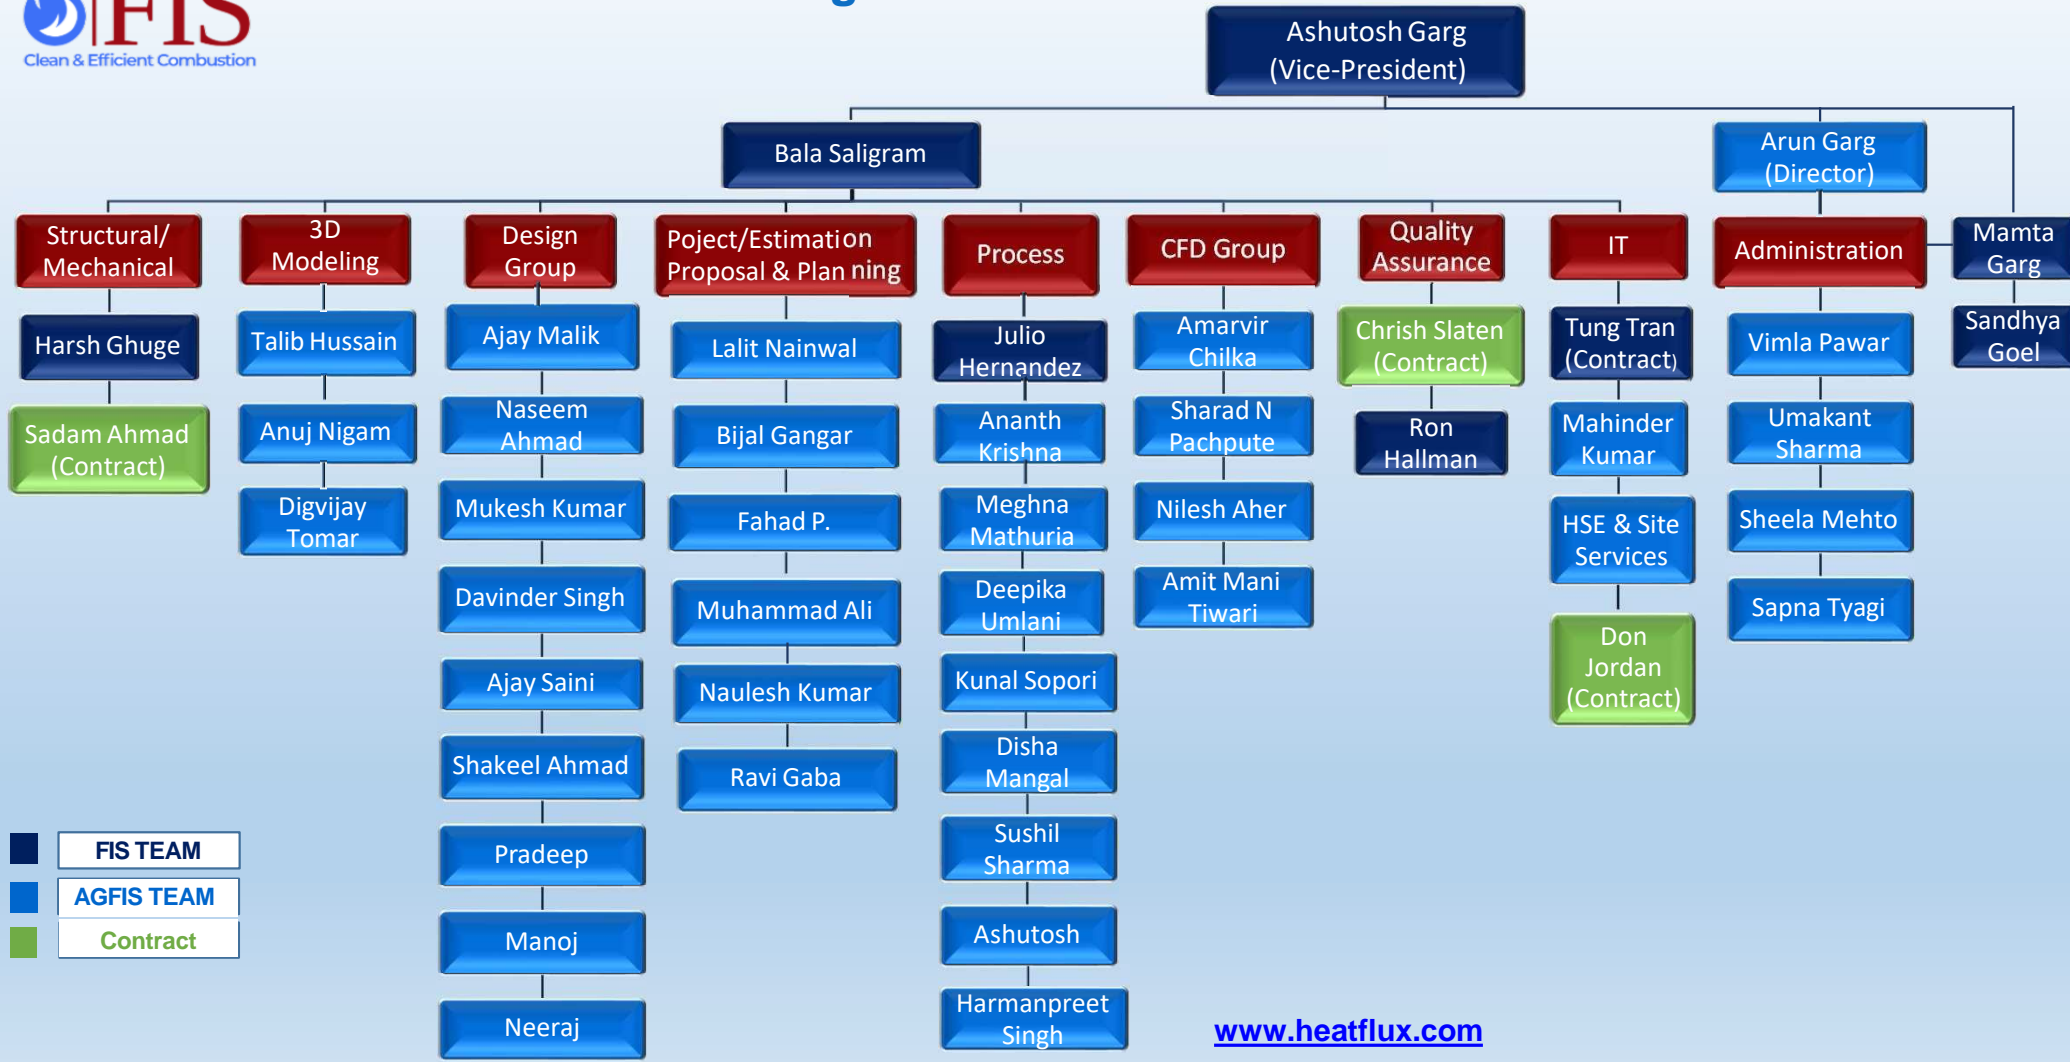 FIS
Clean & Efficient Combustion
Ashutosh Garg
(Vice-President)
Bala Saligram
Arun Garg
(Director)
Structural/
Mechanical
3D
Modeling
Design
Group
Poject/Estimation
Proposal & Plan ning
Process
CFD Group
Quality
Assurance
IT
Administration
Mamta
Garg
Harsh Ghuge
Sadam Ahmad
(Contract)
Talib Hussain
Anuj Nigam
Digvijay
Tomar
Ajay Malik
Naseem
Ahmad
Mukesh Kumar
Davinder Singh
Ajay Saini
Shakeel Ahmad
Pradeep
Manoj
Neeraj
Lalit Nainwal
Bijal Gangar
Fahad P.
Muhammad Ali
Naulesh Kumar
Ravi Gaba
Julio
Hernandez
Ananth
Krishna
Meghna
Mathuria
Deepika
Umlani
Kunal Sopori
Disha
Mangal
Sushil
Sharma
Ashutosh
Harmanpreet
Singh
Amarvir
Chilka
Sharad N
Pachpute
Nilesh Aher
Amit Mani
Tiwari
Chrish Slaten
(Contract)
Ron
Hallman
Tung Tran
(Contract)
Mahinder
Kumar
HSE & Site
Services
Don
Jordan
(Contract)
Vimla Pawar
Umakant
Sharma
Sheela Mehto
Sapna Tyagi
Sandhya
Goel
FIS TEAM
AGFIS TEAM
Contract
www.heatflux.com